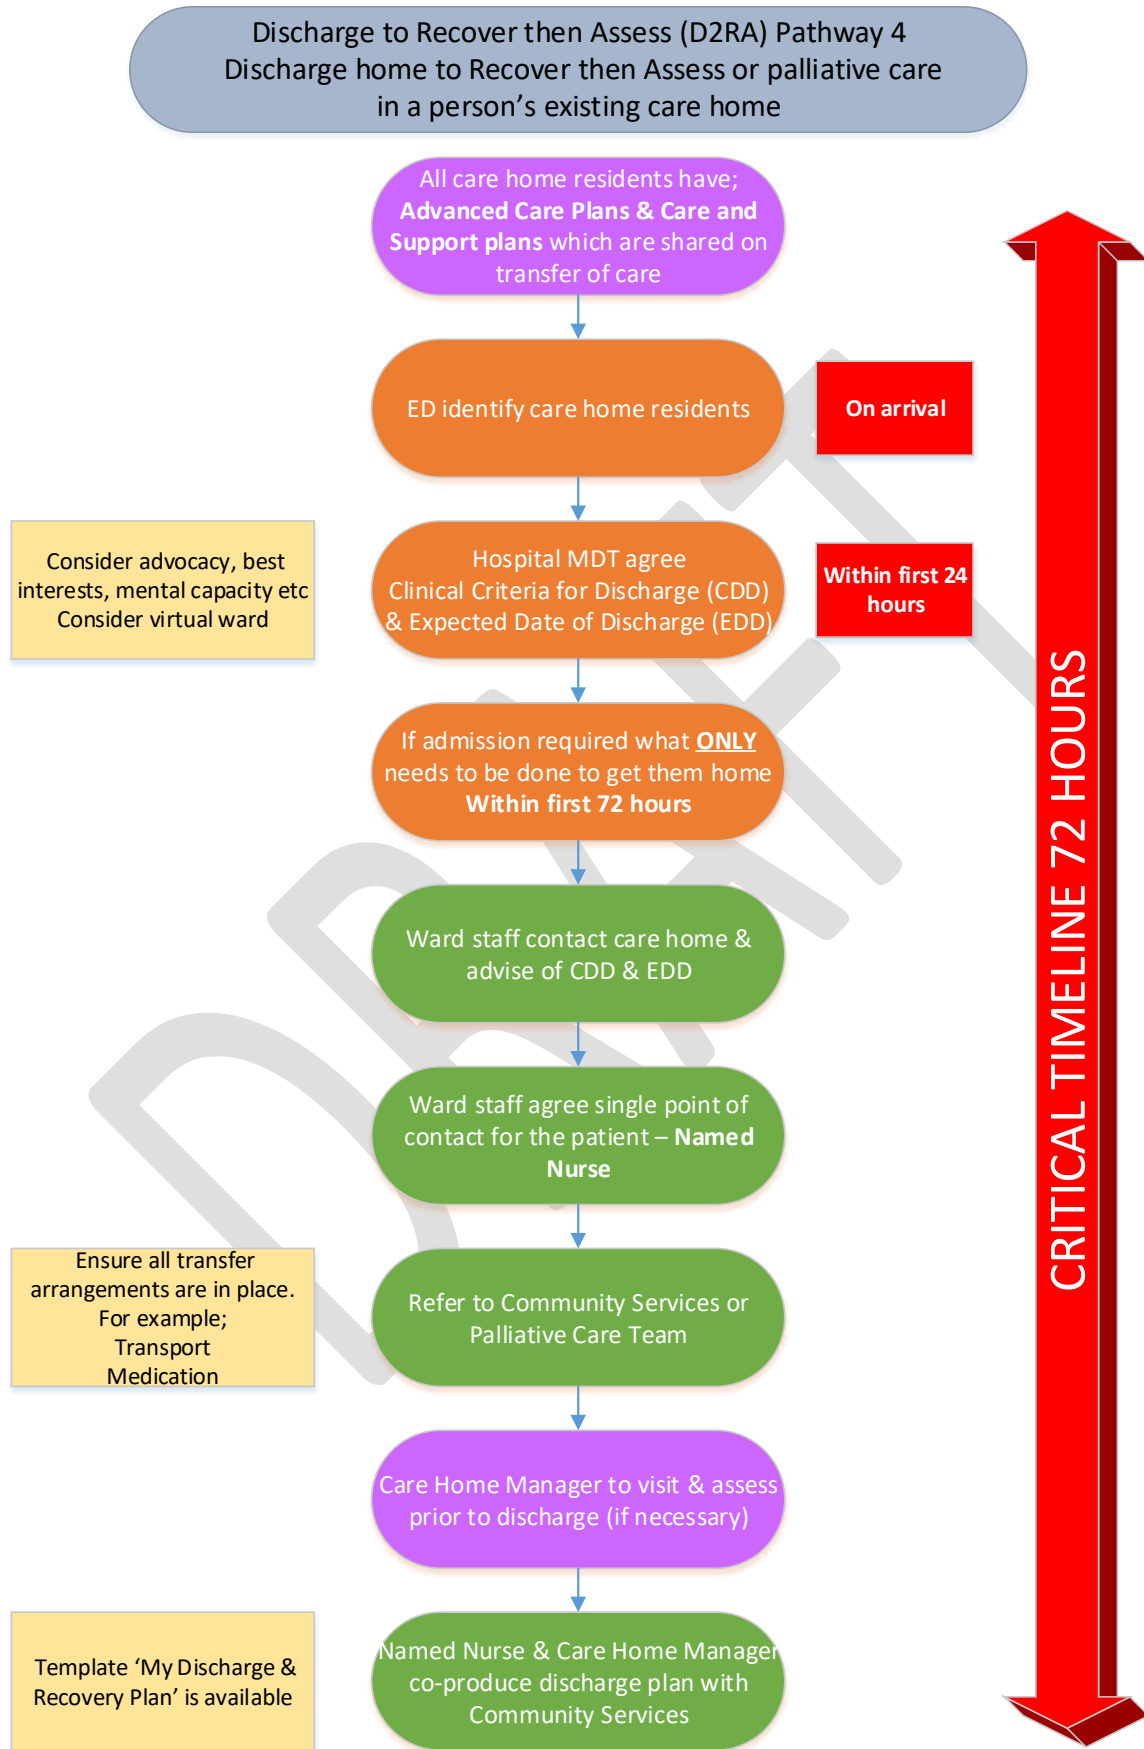 Discharge to Recover then Assess (D2RA) Pathway 4
Discharge home to Recover then Assess or palliative care
in a person’s existing care home
All care home residents have;
Advanced Care Plans & Care and
Support plans which are shared on
transfer of care
ED identify care home residents
On arrival
Consider advocacy, best
interests, mental capacity etc
Consider virtual ward
Hospital MDT agree
Clinical Criteria for Discharge (CDD)
& Expected Date of Discharge (EDD)
Within first 24
hours
If admission required what ONLY
needs to be done to get them home
Within first 72 hours
Ward staff contact care home &
advise of CDD & EDD
Ward staff agree single point of
contact for the patient – Named
Nurse
Ensure all transfer
arrangements are in place.
For example;
Transport
Medication
Refer to Community Services or
Palliative Care Team
Care Home Manager to visit & assess
prior to discharge (if necessary)
Template ‘My Discharge &
Recovery Plan’ is available
Named Nurse & Care Home Manager
co-produce discharge plan with
Community Services
CRITICAL TIMELINE 72 HOURS
DRAFT